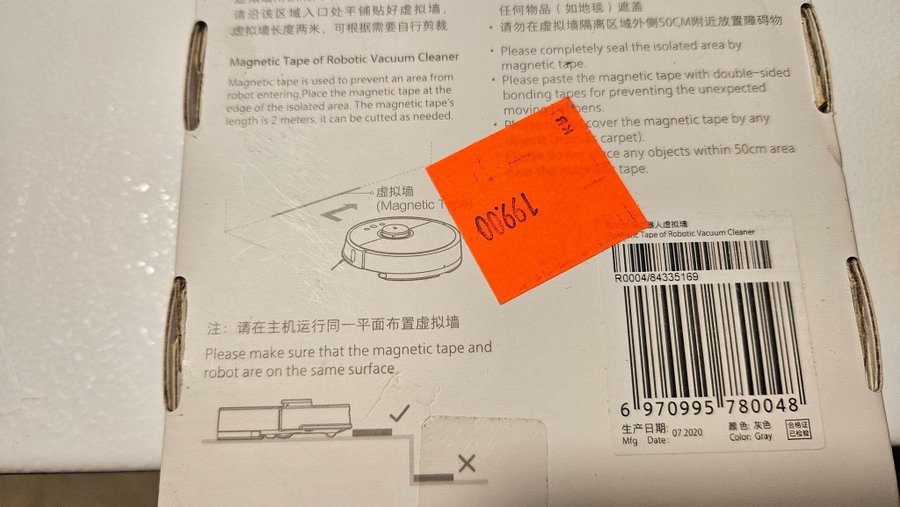 请沿该区域入口处平铺贴好虚拟墙,
虚拟墙长度两米, 可根据需要自行剪裁
Magnetic Tape of Robotic Vacuum Cleaner
Magnetic tape is used to prevent an area from
robot entering.Place the magnetic tape at the
edge of the isolated area. The magnetic tape's
length is 2 meters, it can be cutted as needed.
任何物品（如地毯）遮盖
• 请勿在虚拟墙隔离区域外侧50CM附近放置障碍物
• Please completely seal the isolated area by
magnetic tape.
• Please paste the magnetic tape with double-sided
bonding tapes for preventing the unexpected
cover the magnetic tape by any
carpet).
any objects within 50cm area
tape.
199.00
虚拟墙
(Magnetic
注: 请在主机运行同一平面布置虚拟墙
Please make sure that the magnetic tape and
robot are on the same surface.
器人虚拟墙
Tape of Robotic Vacuum Cleaner
R0004/84335169
6 970995 780048
生产日期: 07.2020 颜色: 灰色
Mfg Date: Color: Gray
合格证
已检验